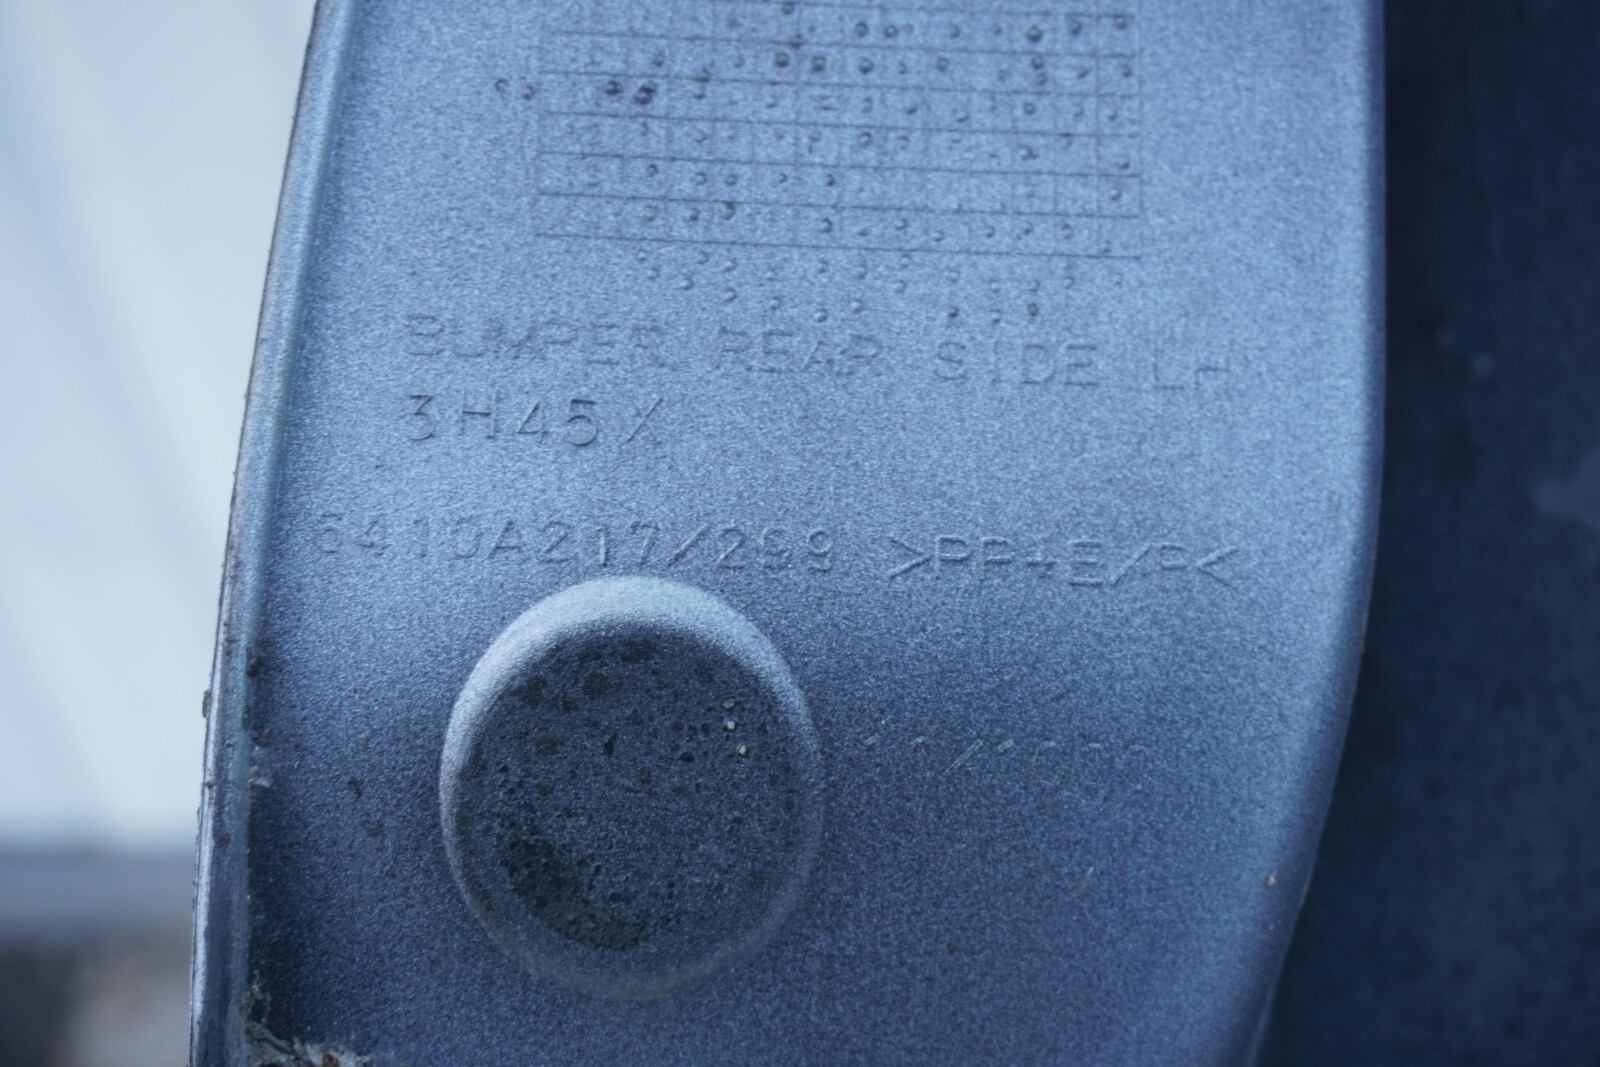 BUMPER REAR SIDE LH
3H45X
6410A217/299 >PP+E/P<